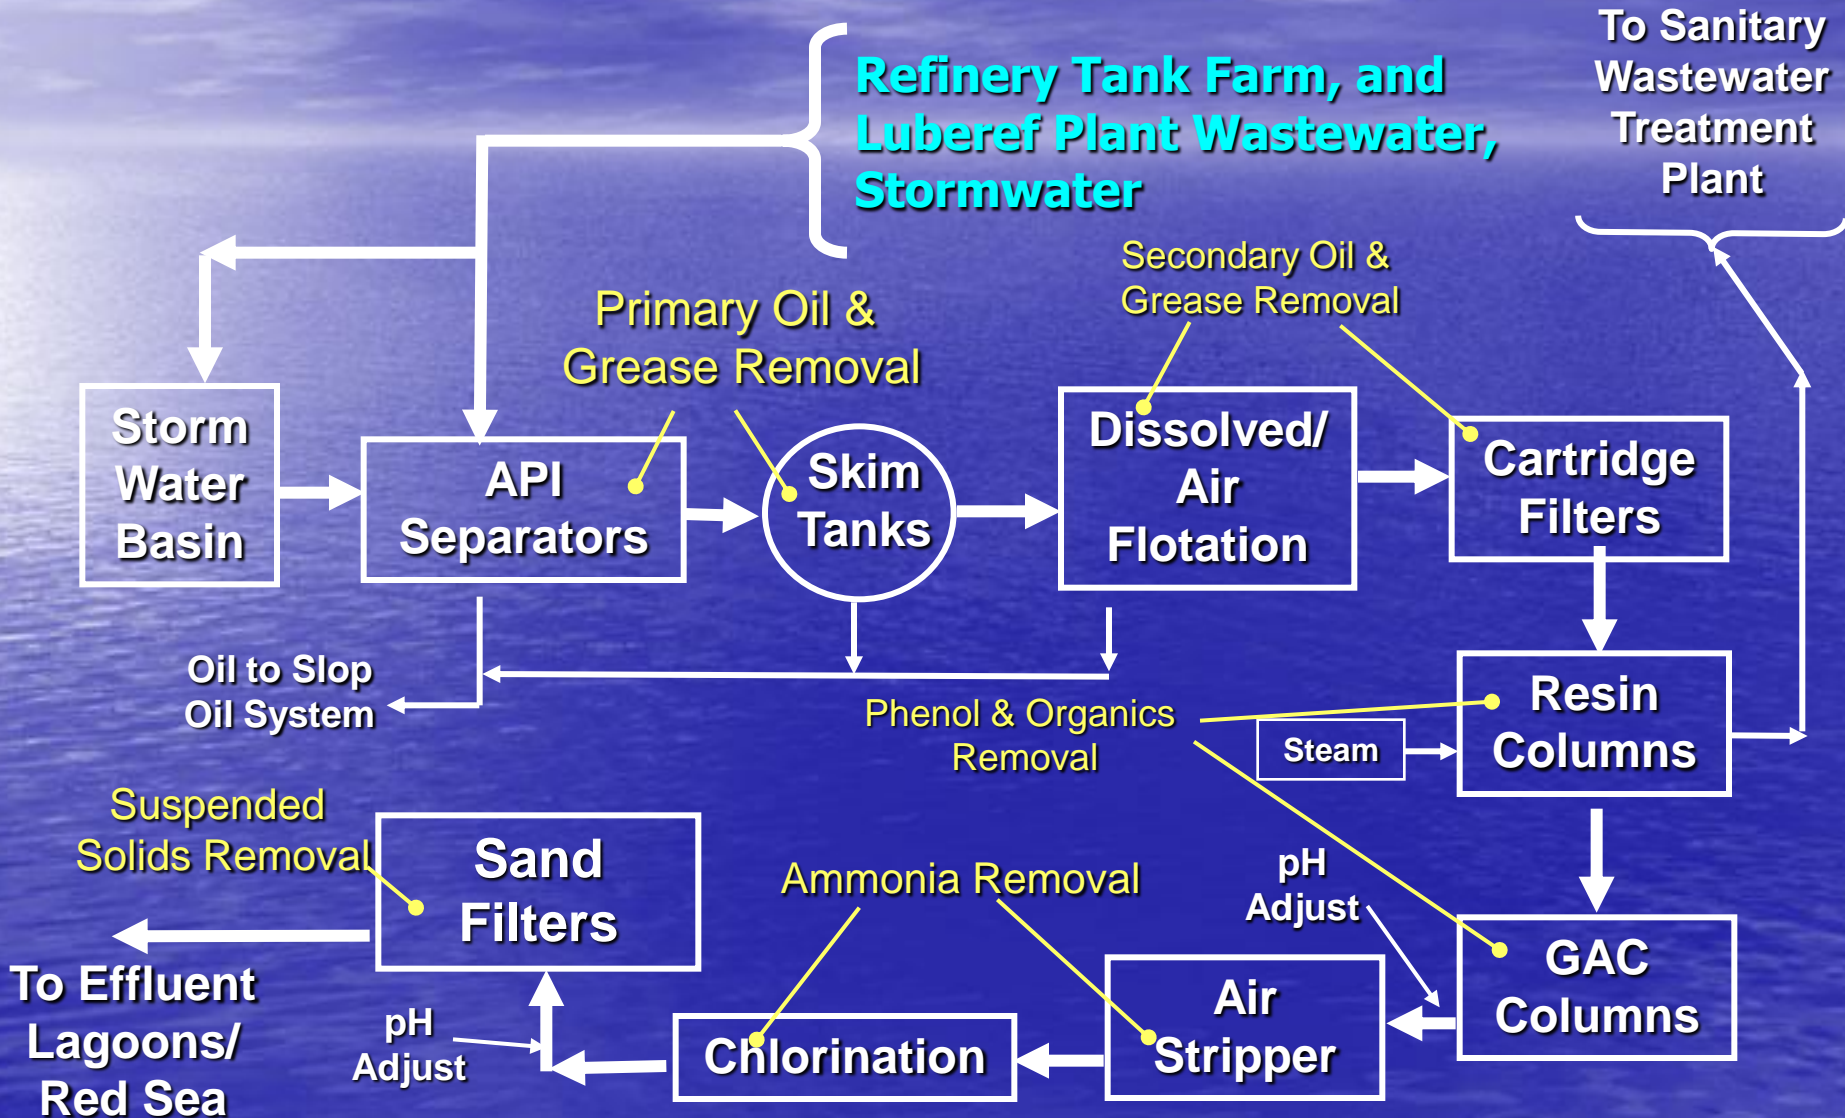 To Sanitary
Wastewater
Treatment
Plant
Refinery Tank Farm, and
Luberef Plant Wastewater,
Stormwater
Secondary Oil &
Grease Removal
Primary Oil &
Grease Removal
Storm
Water
Basin
API
Separators
Skim
Tanks
Dissolved/
Air
Flotation
Cartridge
Filters
Oil to Slop
Oil System
Phenol & Organics
Removal
Steam
Resin
Columns
Suspended
Solids Removal
Sand
Filters
Ammonia Removal
pH
Adjust
GAC
Columns
Air
Stripper
Chlorination
pH
Adjust
To Effluent
Lagoons/
Red Sea